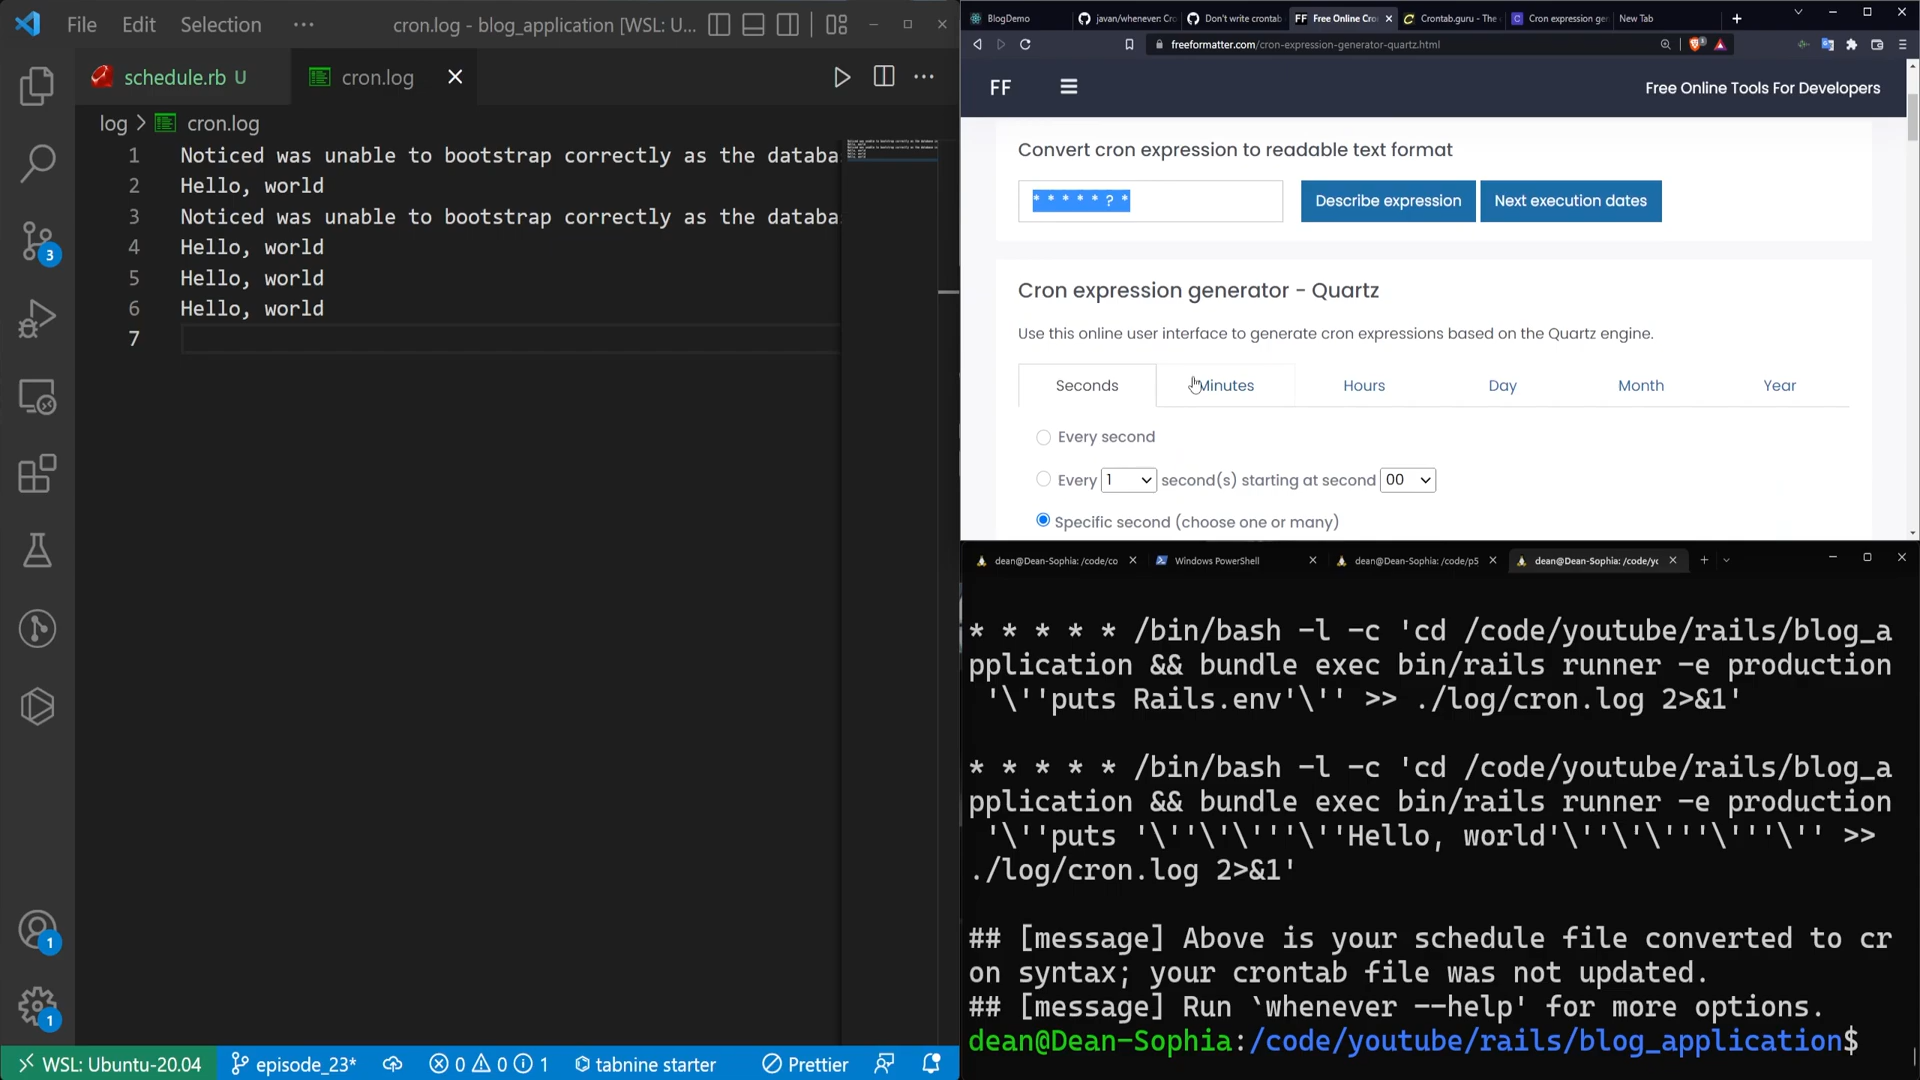 File Edit Selection ··· cron.log - blog_application [WSL: U...
schedule.rb U cron.log
log > cron.log
1 Noticed was unable to bootstrap correctly as the databa
2 Hello, world
3 Noticed was unable to bootstrap correctly as the databa
4 Hello, world
5 Hello, world
6 Hello, world
7
3
1
1
WSL: Ubuntu-20.04 episode_23* 0 0 1 tabnine starter Prettier
BlogDemo javan/whenever: Cro Don't write crontab FF Free Online Cro Crontab.guru - The Cron expression ge New Tab
freeformatter.com/cron-expression-generator-quartz.html
FF Free Online Tools For Developers
Convert cron expression to readable text format
* * * * * ? * Describe expression Next execution dates
Cron expression generator - Quartz
Use this online user interface to generate cron expressions based on the Quartz engine.
Seconds Minutes Hours Day Month Year
Every second
Every 1 second(s) starting at second 00
Specific second (choose one or many)
dean@Dean-Sophia: /code/co Windows PowerShell dean@Dean-Sophia: /code/p5 dean@Dean-Sophia: /code/yc
* * * * * /bin/bash -l -c 'cd /code/youtube/rails/blog_a
pplication && bundle exec bin/rails runner -e production
'\''puts Rails.env'\'' >> ./log/cron.log 2>&1'
* * * * * /bin/bash -l -c 'cd /code/youtube/rails/blog_a
pplication && bundle exec bin/rails runner -e production
'\''puts '\''\'\'''\''Hello, world'\''\'\'''\'''\'' >>
./log/cron.log 2>&1'
## [message] Above is your schedule file converted to cr
on syntax; your crontab file was not updated.
## [message] Run `whenever --help' for more options.
dean@Dean-Sophia:/code/youtube/rails/blog_application$